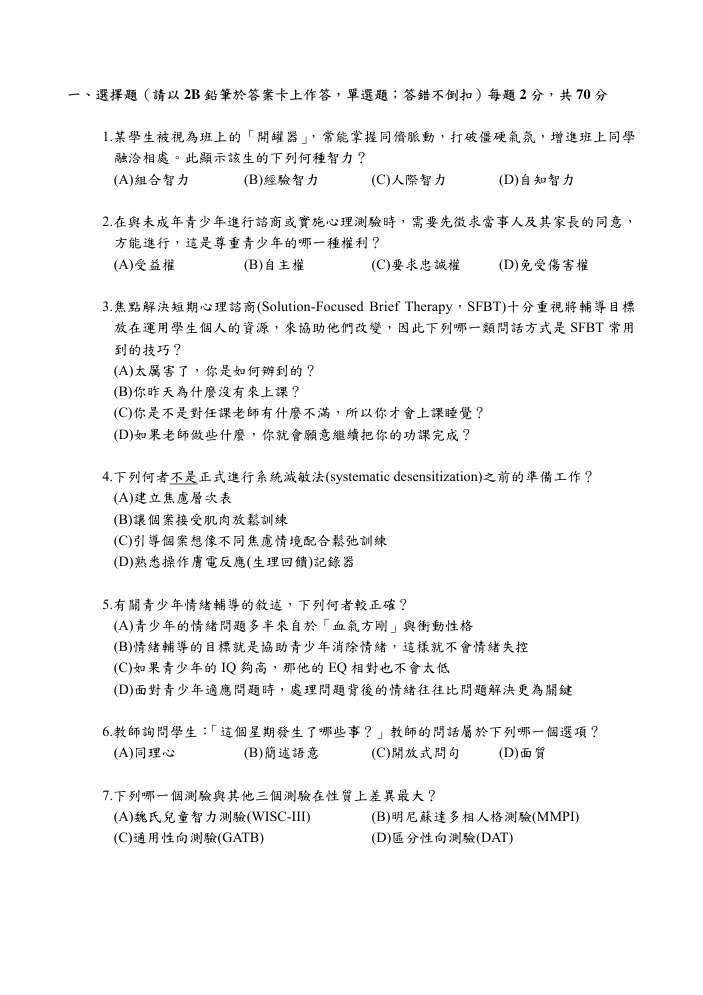 一、選擇題（請以 2B 鉛筆於答案卡上作答，單選題；答錯不倒扣）每題 2 分，共 70 分
1.某學生被視為班上的「開罐器」，常能掌握同儕脈動，打破僵硬氣氛，增進班上同學
融洽相處。此顯示該生的下列何種智力？
(A)組合智力 (B)經驗智力 (C)人際智力 (D)自知智力
2.在與未成年青少年進行諮商或實施心理測驗時，需要先徵求當事人及其家長的同意，
方能進行，這是尊重青少年的哪一種權利？
(A)受益權 (B)自主權 (C)要求忠誠權 (D)免受傷害權
3.焦點解決短期心理諮商(Solution-Focused Brief Therapy，SFBT)十分重視將輔導目標
放在運用學生個人的資源，來協助他們改變，因此下列哪一類問話方式是 SFBT 常用
到的技巧？
(A)太厲害了，你是如何辦到的？
(B)你昨天為什麼沒有來上課？
(C)你是不是對任課老師有什麼不滿，所以你才會上課睡覺？
(D)如果老師做些什麼，你就會願意繼續把你的功課完成？
4.下列何者不是正式進行系統減敏法(systematic desensitization)之前的準備工作？
(A)建立焦慮層次表
(B)讓個案接受肌肉放鬆訓練
(C)引導個案想像不同焦慮情境配合鬆弛訓練
(D)熟悉操作膚電反應(生理回饋)記錄器
5.有關青少年情緒輔導的敘述，下列何者較正確？
(A)青少年的情緒問題多半來自於「血氣方剛」與衝動性格
(B)情緒輔導的目標就是協助青少年消除情緒，這樣就不會情緒失控
(C)如果青少年的 IQ 夠高，那他的 EQ 相對也不會太低
(D)面對青少年適應問題時，處理問題背後的情緒往往比問題解決更為關鍵
6.教師詢問學生：「這個星期發生了哪些事？」教師的問話屬於下列哪一個選項？
(A)同理心 (B)簡述語意 (C)開放式問句 (D)面質
7.下列哪一個測驗與其他三個測驗在性質上差異最大？
(A)魏氏兒童智力測驗(WISC-III) (B)明尼蘇達多相人格測驗(MMPI)
(C)通用性向測驗(GATB) (D)區分性向測驗(DAT)